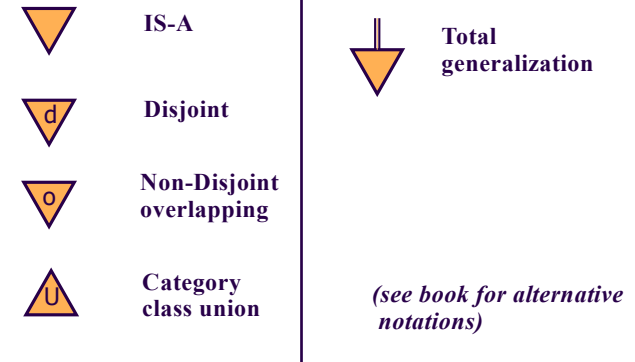 IS-A
d
Disjoint
o
Non-Disjoint
overlapping
U
Category
class union
Total
generalization
(see book for alternative
notations)